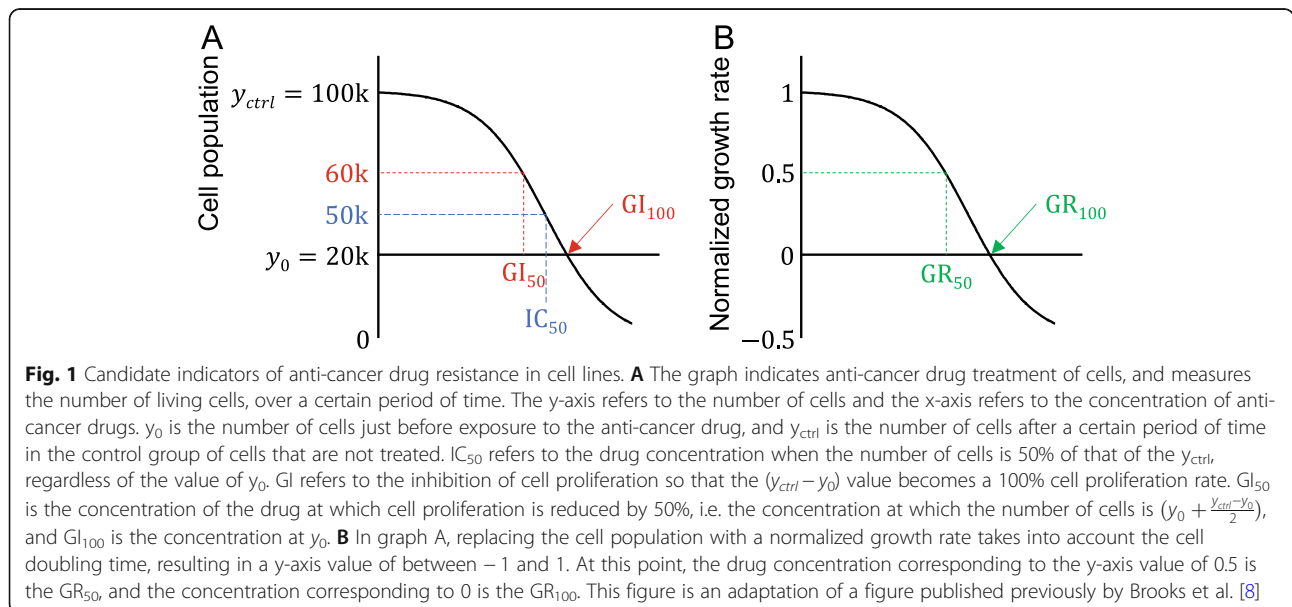 A
Cell population
y_ctrl = 100k
60k
50k
y_0 = 20k
0
GI_50
IC_50
GI_100
B
Normalized growth rate
1
0.5
0
−0.5
GR_50
GR_100
Fig. 1 Candidate indicators of anti-cancer drug resistance in cell lines. A The graph indicates anti-cancer drug treatment of cells, and measures
the number of living cells, over a certain period of time. The y-axis refers to the number of cells and the x-axis refers to the concentration of anti-
cancer drugs. y_0 is the number of cells just before exposure to the anti-cancer drug, and y_ctrl is the number of cells after a certain period of time
in the control group of cells that are not treated. IC_50 refers to the drug concentration when the number of cells is 50% of that of the y_ctrl,
regardless of the value of y_0. GI refers to the inhibition of cell proliferation so that the (y_ctrl − y_0) value becomes a 100% cell proliferation rate. GI_50
is the concentration of the drug at which cell proliferation is reduced by 50%, i.e. the concentration at which the number of cells is (y_0 + (y_ctrl−y_0)/2),
and GI_100 is the concentration at y_0. B In graph A, replacing the cell population with a normalized growth rate takes into account the cell
doubling time, resulting in a y-axis value of between − 1 and 1. At this point, the drug concentration corresponding to the y-axis value of 0.5 is
the GR_50, and the concentration corresponding to 0 is the GR_100. This figure is an adaptation of a figure published previously by Brooks et al. [8]